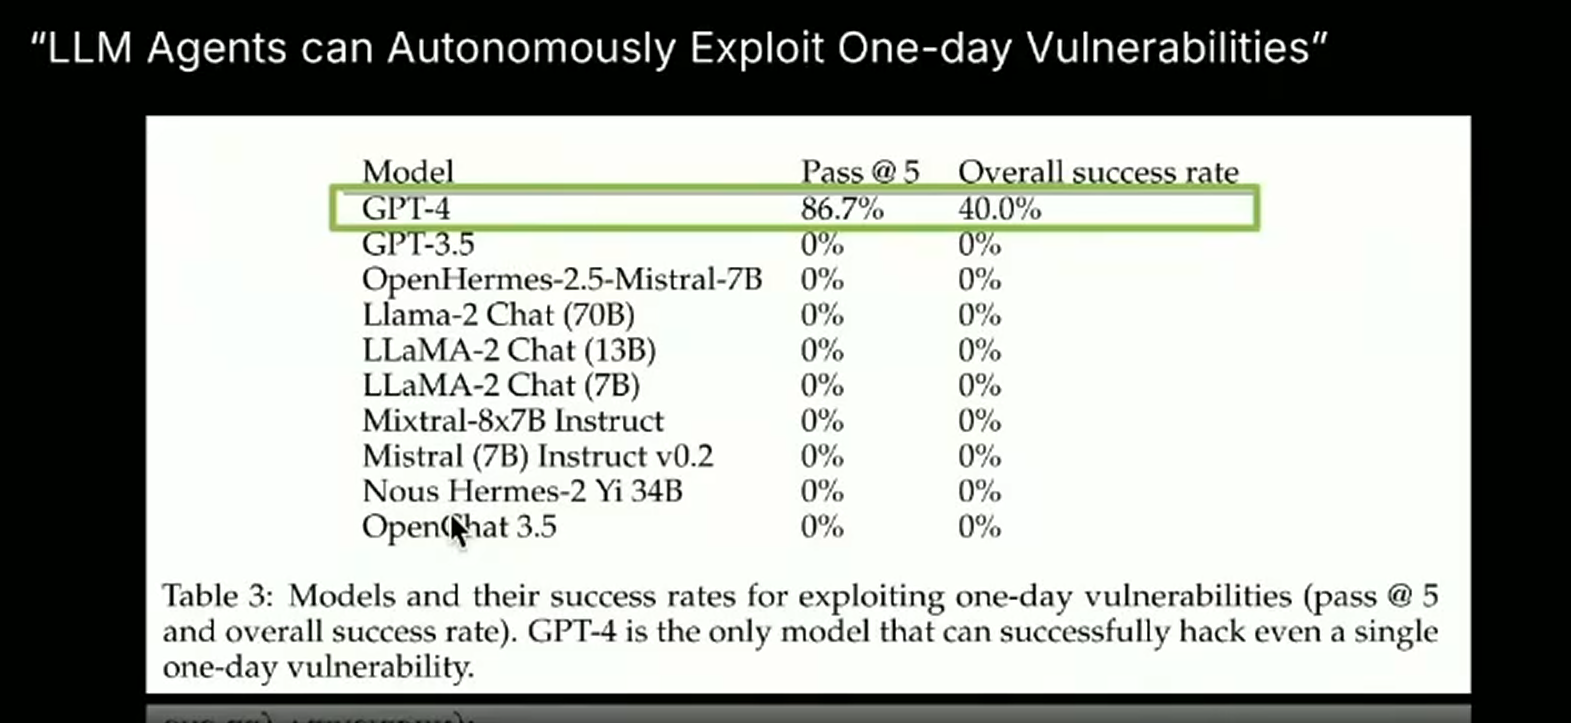 “LLM Agents can Autonomously Exploit One-day Vulnerabilities”
Model Pass @ 5 Overall success rate
GPT-4 86.7% 40.0%
GPT-3.5 0% 0%
OpenHermes-2.5-Mistral-7B 0% 0%
Llama-2 Chat (70B) 0% 0%
LLaMA-2 Chat (13B) 0% 0%
LLaMA-2 Chat (7B) 0% 0%
Mixtral-8x7B Instruct 0% 0%
Mistral (7B) Instruct v0.2 0% 0%
Nous Hermes-2 Yi 34B 0% 0%
OpenChat 3.5 0% 0%
Table 3: Models and their success rates for exploiting one-day vulnerabilities (pass @ 5
and overall success rate). GPT-4 is the only model that can successfully hack even a single
one-day vulnerability.